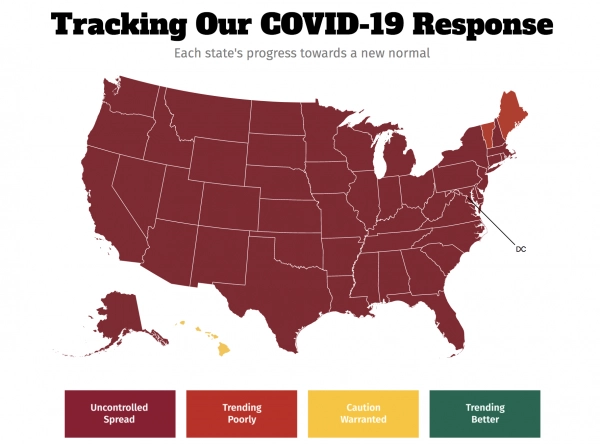 Tracking Our COVID-19 Response
Each state's progress towards a new normal
DC
Uncontrolled
Spread
Trending
Poorly
Caution
Warranted
Trending
Better